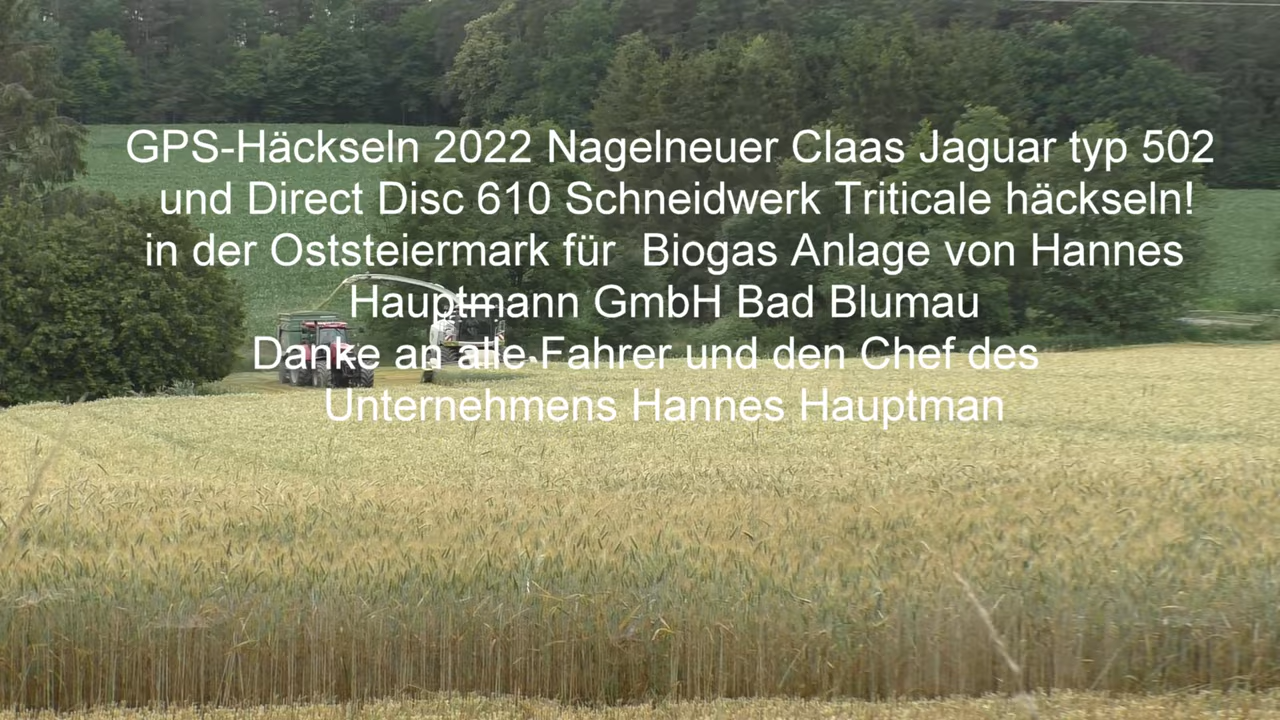 GPS-Häckseln 2022 Nagelneuer Claas Jaguar typ 502
und Direct Disc 610 Schneidwerk Triticale häckseln!
in der Oststeiermark für  Biogas Anlage von Hannes
Hauptmann GmbH Bad Blumau
Danke an alle Fahrer und den Chef des
Unternehmens Hannes Hauptman